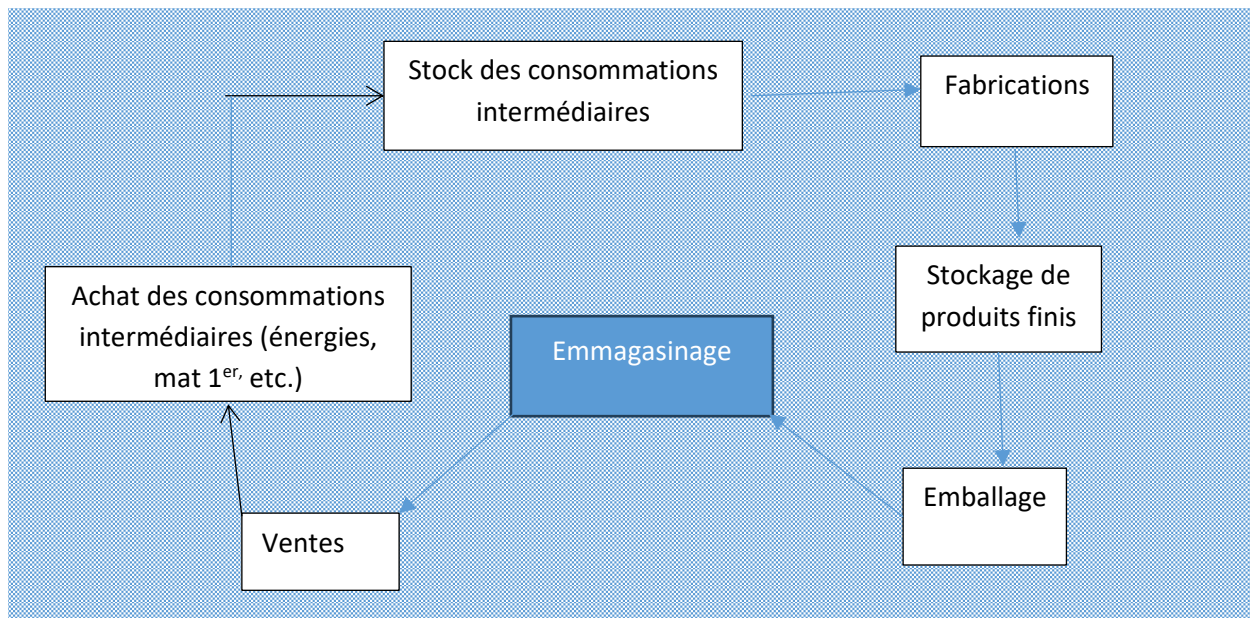 Stock des consommations
intermédiaires
Fabrications
Achat des consommations
intermédiaires (énergies,
mat 1er, etc.)
Stockage de
produits finis
Emmagasinage
Emballage
Ventes